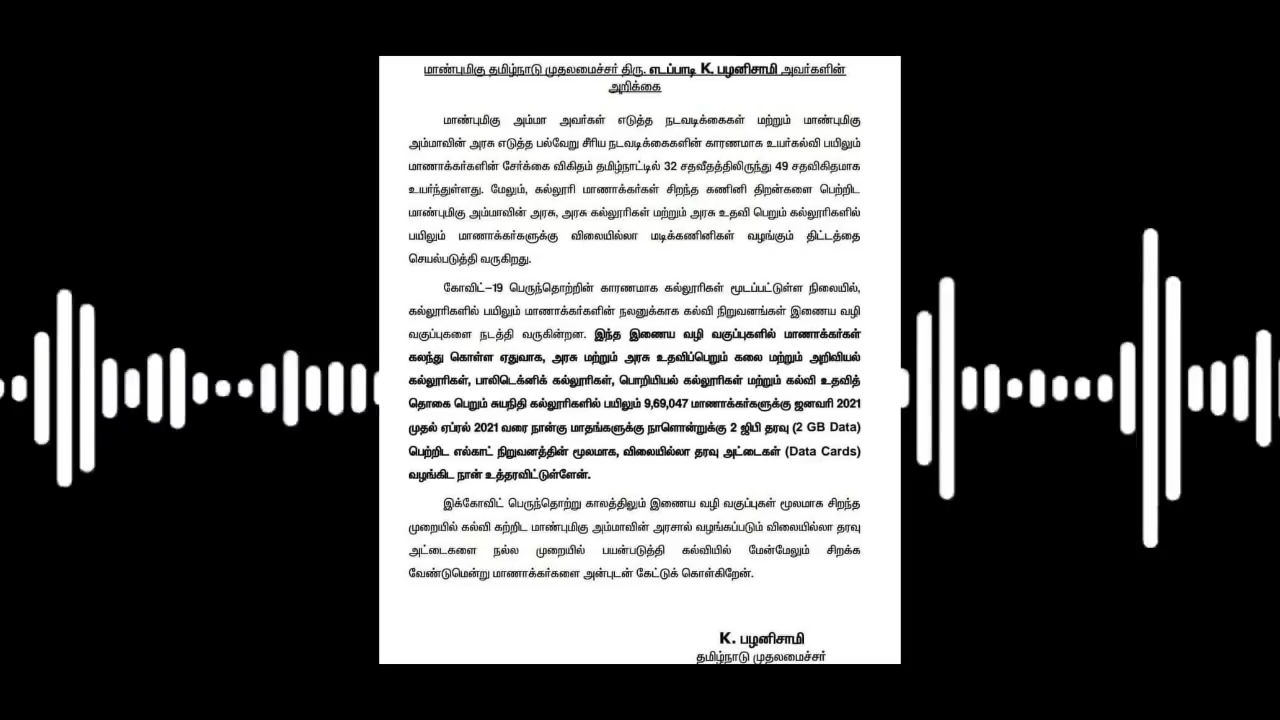 மாண்புமிகு தமிழ்நாடு முதலமைச்சர் திரு. எடப்பாடி K. பழனிசாமி அவர்களின்
அறிக்கை
மாண்புமிகு அம்மா அவர்கள் எடுத்த நடவடிக்கைகள் மற்றும் மாண்புமிகு
அம்மாவின் அரசு எடுத்த பல்வேறு சீரிய நடவடிக்கைகளின் காரணமாக உயர்கல்வி பயிலும்
மாணாக்கர்களின் சேர்க்கை விகிதம் தமிழ்நாட்டில் 32 சதவீதத்திலிருந்து 49 சதவிகிதமாக
உயர்ந்துள்ளது. மேலும், கல்லூரி மாணாக்கர்கள் சிறந்த கணினி திறன்களை பெற்றிட
மாண்புமிகு அம்மாவின் அரசு, அரசு கல்லூரிகள் மற்றும் அரசு உதவி பெறும் கல்லூரிகளில்
பயிலும் மாணாக்கர்களுக்கு விலையில்லா மடிக்கணினிகள் வழங்கும் திட்டத்தை
செயல்படுத்தி வருகிறது.
கோவிட்–19 பெருந்தொற்றின் காரணமாக கல்லூரிகள் மூடப்பட்டுள்ள நிலையில்,
கல்லூரிகளில் பயிலும் மாணாக்கர்களின் நலனுக்காக கல்வி நிறுவனங்கள் இணைய வழி
வகுப்புகளை நடத்தி வருகின்றன. இந்த இணைய வழி வகுப்புகளில் மாணாக்கர்கள்
கலந்து கொள்ள ஏதுவாக, அரசு மற்றும் அரசு உதவிப்பெறும் கலை மற்றும் அறிவியல்
கல்லூரிகள், பாலிடெக்னிக் கல்லூரிகள், பொறியியல் கல்லூரிகள் மற்றும் கல்வி உதவித்
தொகை பெறும் சுயநிதி கல்லூரிகளில் பயிலும் 9,69,047 மாணாக்கர்களுக்கு ஜனவரி 2021
முதல் ஏப்ரல் 2021 வரை நான்கு மாதங்களுக்கு நாளொன்றுக்கு 2 ஜிபி தரவு (2 GB Data)
பெற்றிட எல்காட் நிறுவனத்தின் மூலமாக, விலையில்லா தரவு அட்டைகள் (Data Cards)
வழங்கிட நான் உத்தரவிட்டுள்ளேன்.
இக்கோவிட் பெருந்தொற்று காலத்திலும் இணைய வழி வகுப்புகள் மூலமாக சிறந்த
முறையில் கல்வி கற்றிட மாண்புமிகு அம்மாவின் அரசால் வழங்கப்படும் விலையில்லா தரவு
அட்டைகளை நல்ல முறையில் பயன்படுத்தி கல்வியில் மேன்மேலும் சிறக்க
வேண்டுமென்று மாணாக்கர்களை அன்புடன் கேட்டுக் கொள்கிறேன்.
K. பழனிசாமி
தமிழ்நாடு முதலமைச்சர்